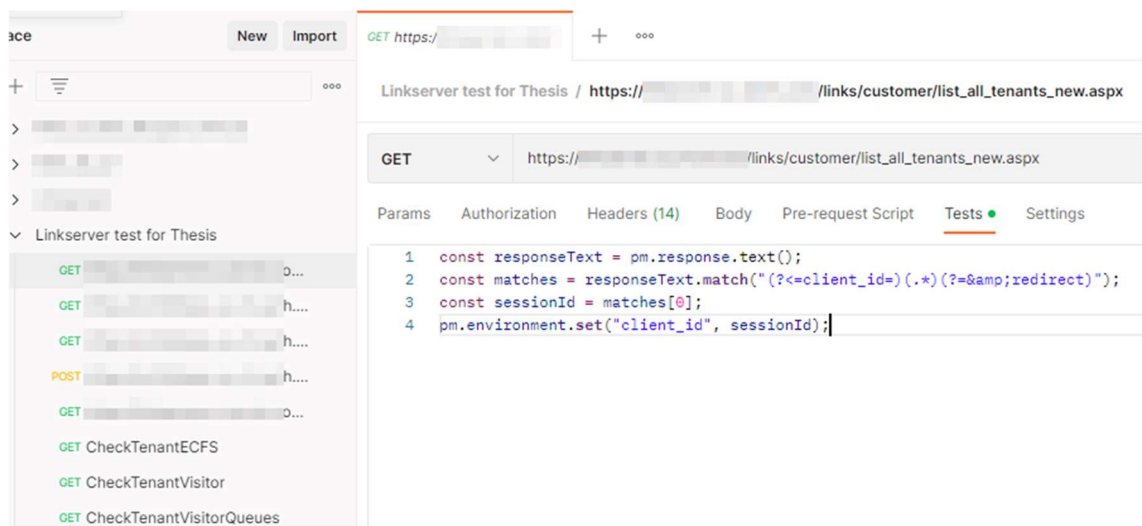 ace New Import GET https:/
Linkserver test for Thesis / https:// /links/customer/list_all_tenants_new.aspx
GET https:// /links/customer/list_all_tenants_new.aspx
Params Authorization Headers (14) Body Pre-request Script Tests Settings
Linkserver test for Thesis
GET o...
GET h....
GET h....
POST h....
GET o...
GET CheckTenantECFS
GET CheckTenantVisitor
GET CheckTenantVisitorQueues
1 const responseText = pm.response.text();
2 const matches = responseText.match("(?<=client_id=)(.*)(?=&amp;redirect)");
3 const sessionId = matches[0];
4 pm.environment.set("client_id", sessionId);